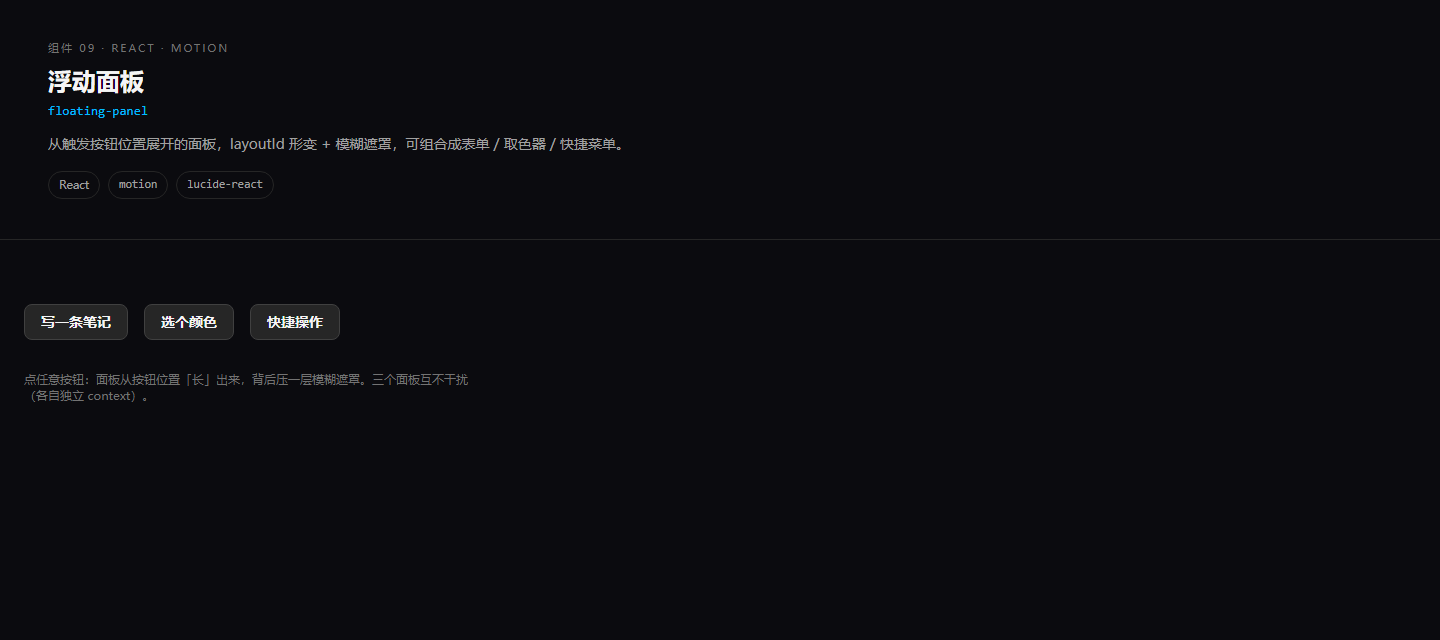 组件 09 · REACT · MOTION
浮动面板
floating-panel
从触发按钮位置展开的面板，layoutId 形变 + 模糊遮罩，可组合成表单 / 取色器 / 快捷菜单。
React motion lucide-react
写一条笔记 选个颜色 快捷操作
点任意按钮：面板从按钮位置「长」出来，背后压一层模糊遮罩。三个面板互不干扰
（各自独立 context）。